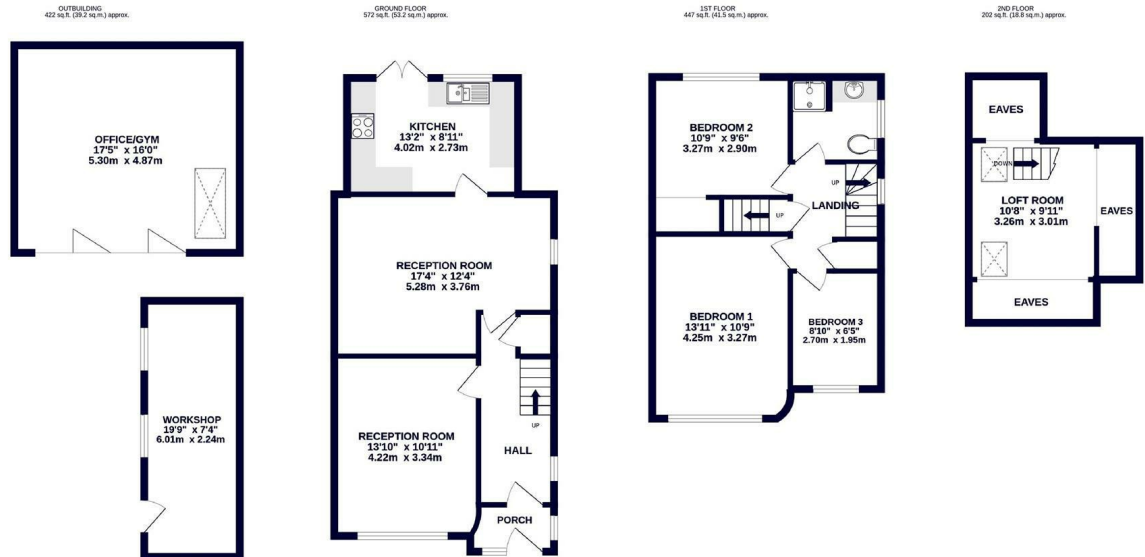 OUTBUILDING
422 sq.ft. (39.2 sq.m.) approx.
OFFICE/GYM
17'5" x 16'0"
5.30m x 4.87m
WORKSHOP
19'9" x 7'4"
6.01m x 2.24m
GROUND FLOOR
572 sq.ft. (53.2 sq.m.) approx.
KITCHEN
13'2" x 8'11"
4.02m x 2.73m
RECEPTION ROOM
17'4" x 12'4"
5.28m x 3.76m
RECEPTION ROOM
13'10" x 10'11"
4.22m x 3.34m
UP
HALL
PORCH
1ST FLOOR
447 sq.ft. (41.5 sq.m.) approx.
BEDROOM 2
10'9" x 9'6"
3.27m x 2.90m
UP
LANDING
UP
BEDROOM 1
13'11" x 10'9"
4.25m x 3.27m
BEDROOM 3
8'10" x 6'5"
2.70m x 1.95m
2ND FLOOR
202 sq.ft. (18.8 sq.m.) approx.
EAVES
DOWN
LOFT ROOM
10'8" x 9'11"
3.26m x 3.01m
EAVES
EAVES